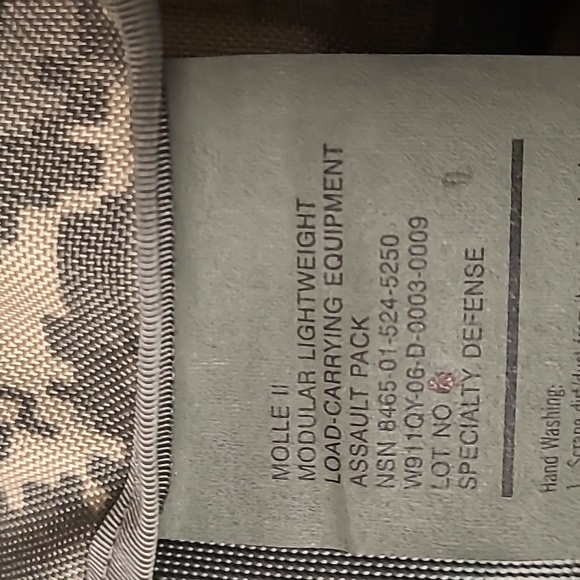 MOLLE II
MODULAR LIGHTWEIGHT
LOAD-CARRYING EQUIPMENT
ASSAULT PACK
NSN 8465-01-524-5250
W911QY-06-D-0003-0009
LOT NO
SPECIALTY DEFENSE
Hand Washing: